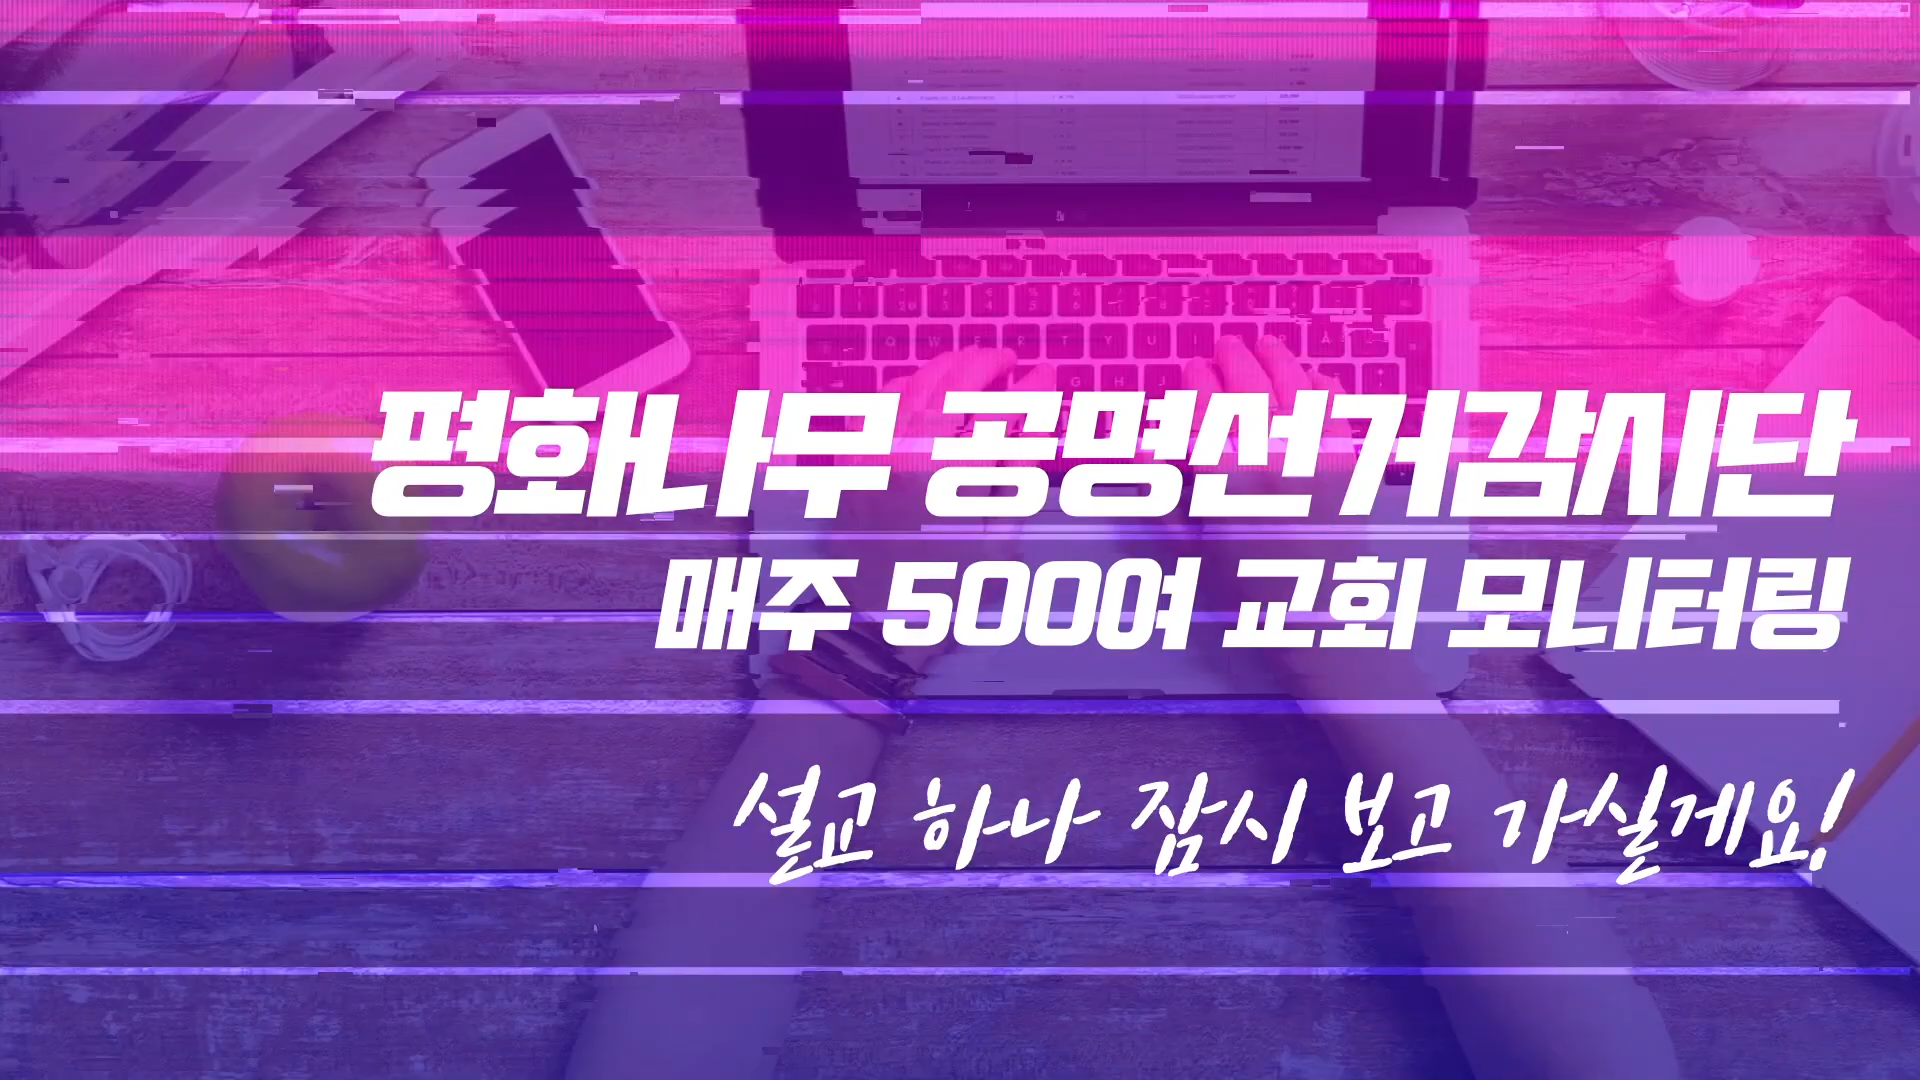 평화나무 공명선거감시단
매주 500여 교회 모니터링
설교 하나 잠시 보고 가실게요!